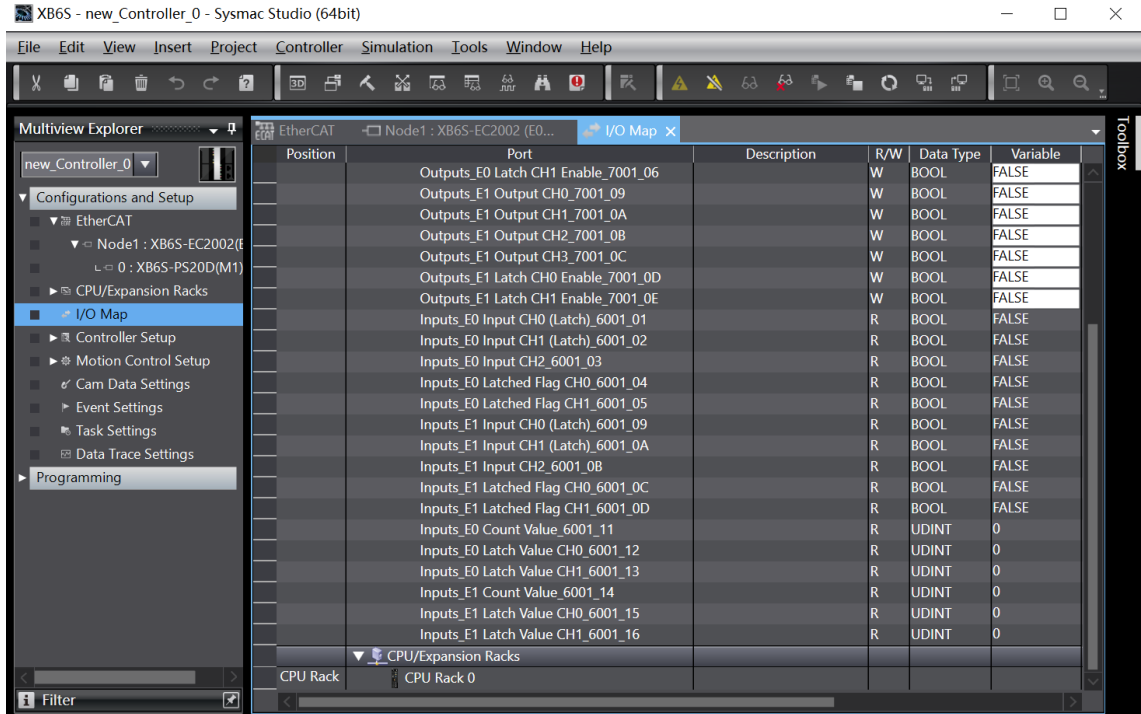 XB6S - new_Controller_0 - Sysmac Studio (64bit)
File Edit View Insert Project Controller Simulation Tools Window Help
Multiview Explorer
new_Controller_0
Configurations and Setup
EtherCAT
Node1 : XB6S-EC2002(E
0 : XB6S-PS20D(M1)
CPU/Expansion Racks
I/O Map
Controller Setup
Motion Control Setup
Cam Data Settings
Event Settings
Task Settings
Data Trace Settings
Programming
Filter
EtherCAT Node1 : XB6S-EC2002 (E0... I/O Map
Position Port Description R/W Data Type Variable
Outputs_E0 Latch CH1 Enable_7001_06 W BOOL FALSE
Outputs_E1 Output CH0_7001_09 W BOOL FALSE
Outputs_E1 Output CH1_7001_0A W BOOL FALSE
Outputs_E1 Output CH2_7001_0B W BOOL FALSE
Outputs_E1 Output CH3_7001_0C W BOOL FALSE
Outputs_E1 Latch CH0 Enable_7001_0D W BOOL FALSE
Outputs_E1 Latch CH1 Enable_7001_0E W BOOL FALSE
Inputs_E0 Input CH0 (Latch)_6001_01 R BOOL FALSE
Inputs_E0 Input CH1 (Latch)_6001_02 R BOOL FALSE
Inputs_E0 Input CH2_6001_03 R BOOL FALSE
Inputs_E0 Latched Flag CH0_6001_04 R BOOL FALSE
Inputs_E0 Latched Flag CH1_6001_05 R BOOL FALSE
Inputs_E1 Input CH0 (Latch)_6001_09 R BOOL FALSE
Inputs_E1 Input CH1 (Latch)_6001_0A R BOOL FALSE
Inputs_E1 Input CH2_6001_0B R BOOL FALSE
Inputs_E1 Latched Flag CH0_6001_0C R BOOL FALSE
Inputs_E1 Latched Flag CH1_6001_0D R BOOL FALSE
Inputs_E0 Count Value_6001_11 R UDINT 0
Inputs_E0 Latch Value CH0_6001_12 R UDINT 0
Inputs_E0 Latch Value CH1_6001_13 R UDINT 0
Inputs_E1 Count Value_6001_14 R UDINT 0
Inputs_E1 Latch Value CH0_6001_15 R UDINT 0
Inputs_E1 Latch Value CH1_6001_16 R UDINT 0
CPU/Expansion Racks
CPU Rack CPU Rack 0
Toolbox